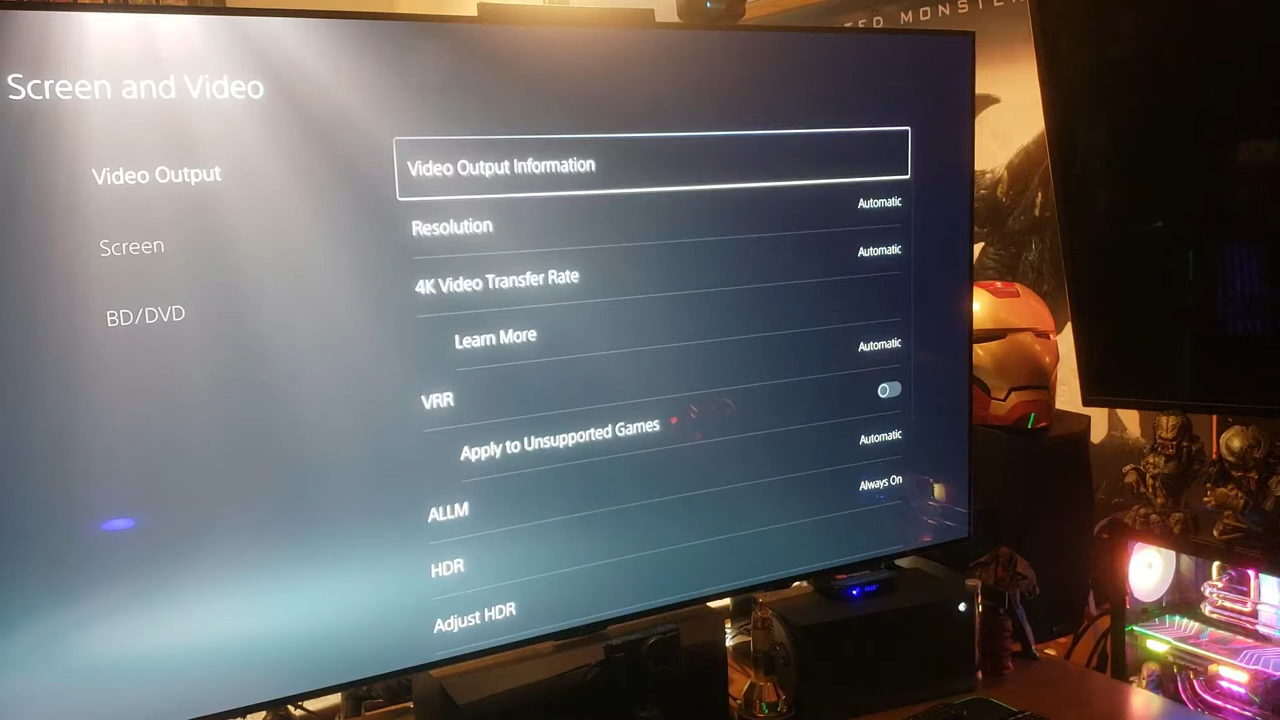 TED MONSTER
Screen and Video
Video Output
Screen
BD/DVD
Video Output Information
Resolution Automatic
4K Video Transfer Rate Automatic
Learn More
VRR Automatic
Apply to Unsupported Games
ALLM Automatic
HDR Always On
Adjust HDR